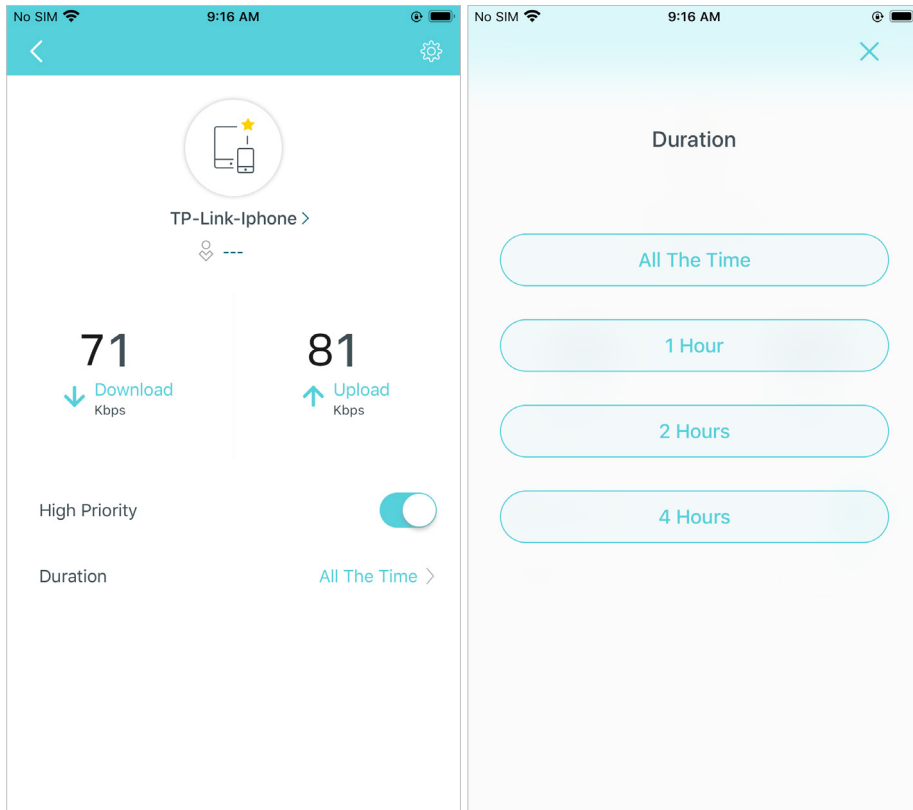 No SIM 9:16 AM
TP-Link-Iphone >
---
71 81
Download Upload
Kbps Kbps
High Priority
Duration All The Time >
No SIM 9:16 AM
Duration
All The Time
1 Hour
2 Hours
4 Hours